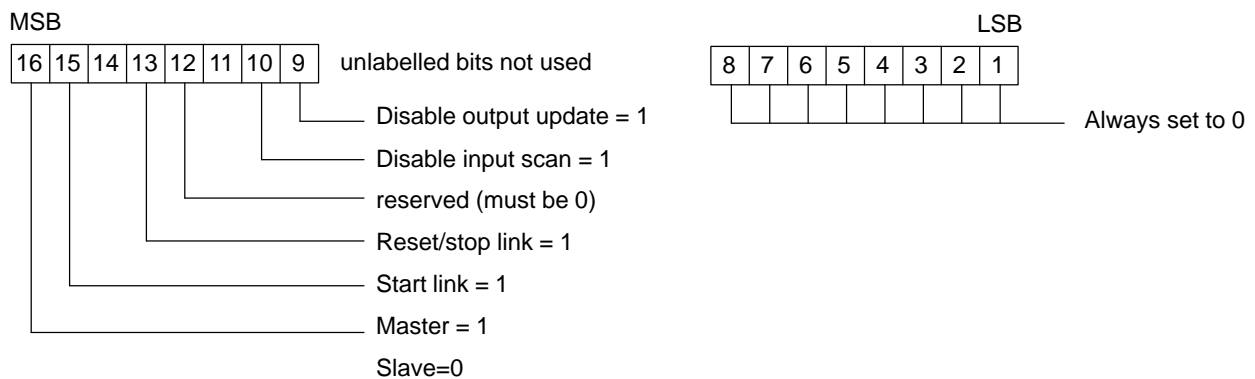 MSB
16 15 14 13 12 11 10 9
unlabelled bits not used
Disable output update = 1
Disable input scan = 1
reserved (must be 0)
Reset/stop link = 1
Start link = 1
Master = 1
Slave=0
LSB
8 7 6 5 4 3 2 1
Always set to 0